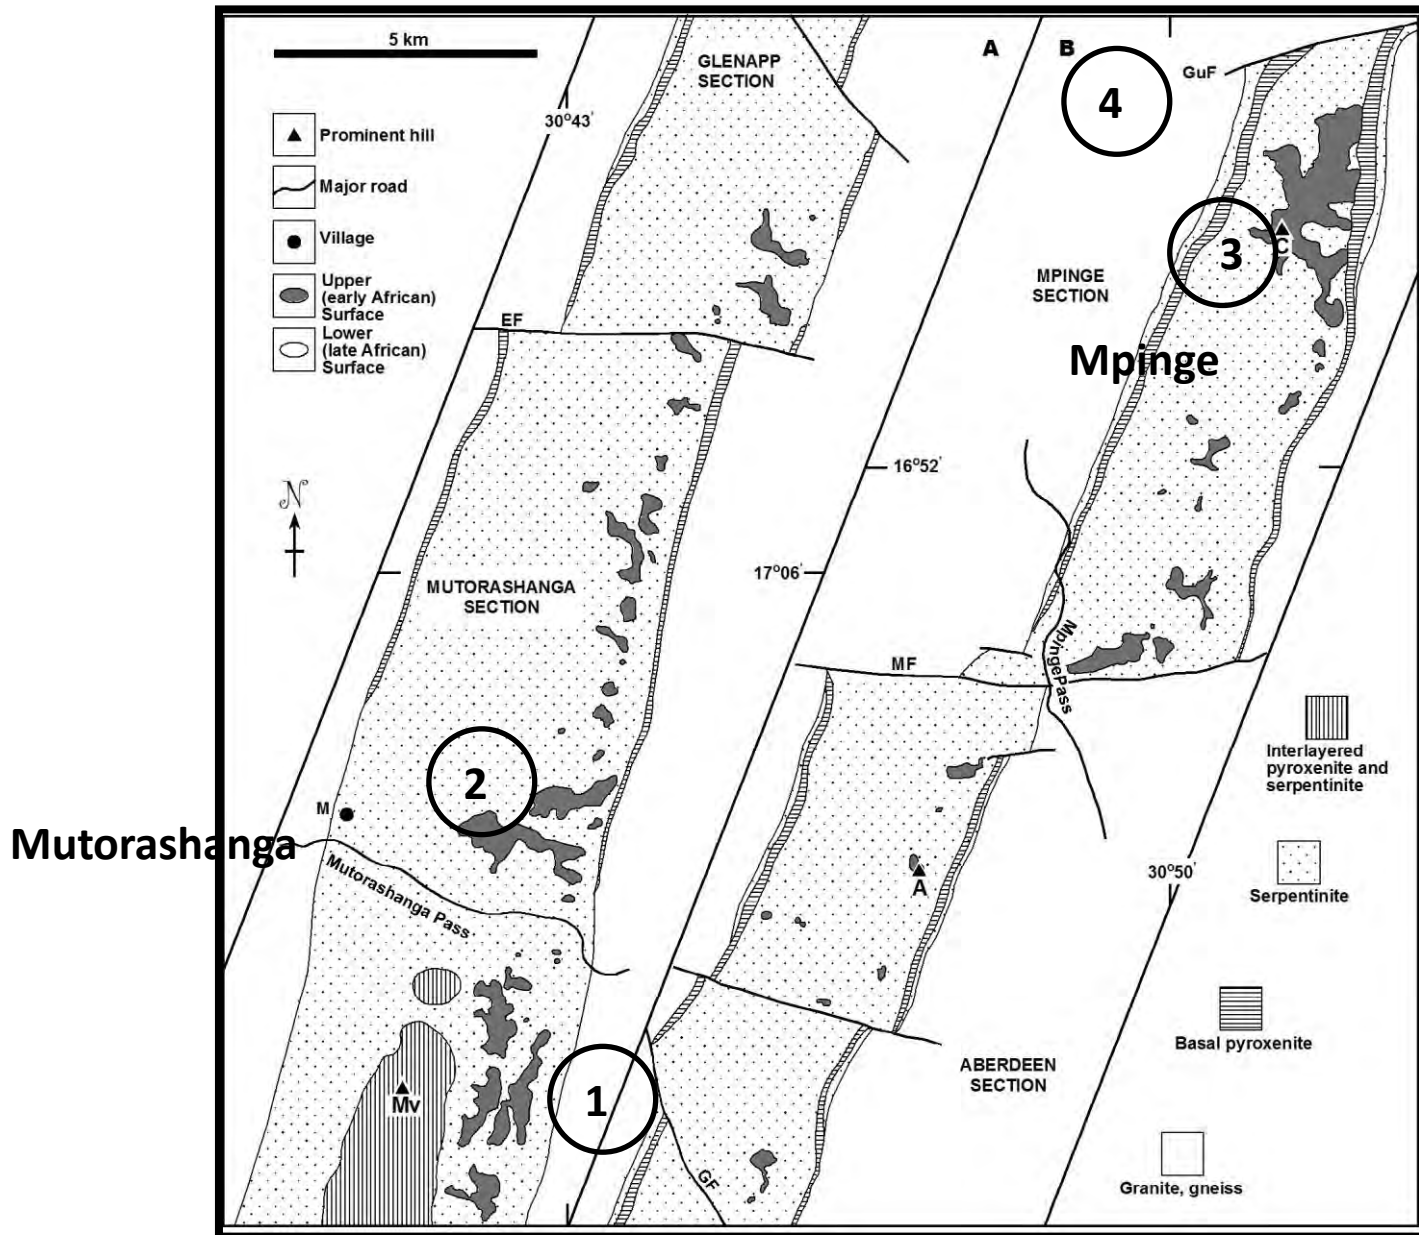 5 km
GLENAPP
SECTION
A
B
4
GuF
30°43'
Prominent hill
Major road
Village
Upper
(early African)
Surface
Lower
(late African)
Surface
C
3
MPINGE
SECTION
Mpinge
EF
N
16°52'
17°06'
MUTORASHANGA
SECTION
MF
Mpinge Pass
Interlayered
pyroxenite and
serpentinite
2
M
Mutorashanga
Mutorashanga Pass
A
30°50'
Serpentinite
Basal pyroxenite
Mv
1
ABERDEEN
SECTION
GF
Granite, gneiss